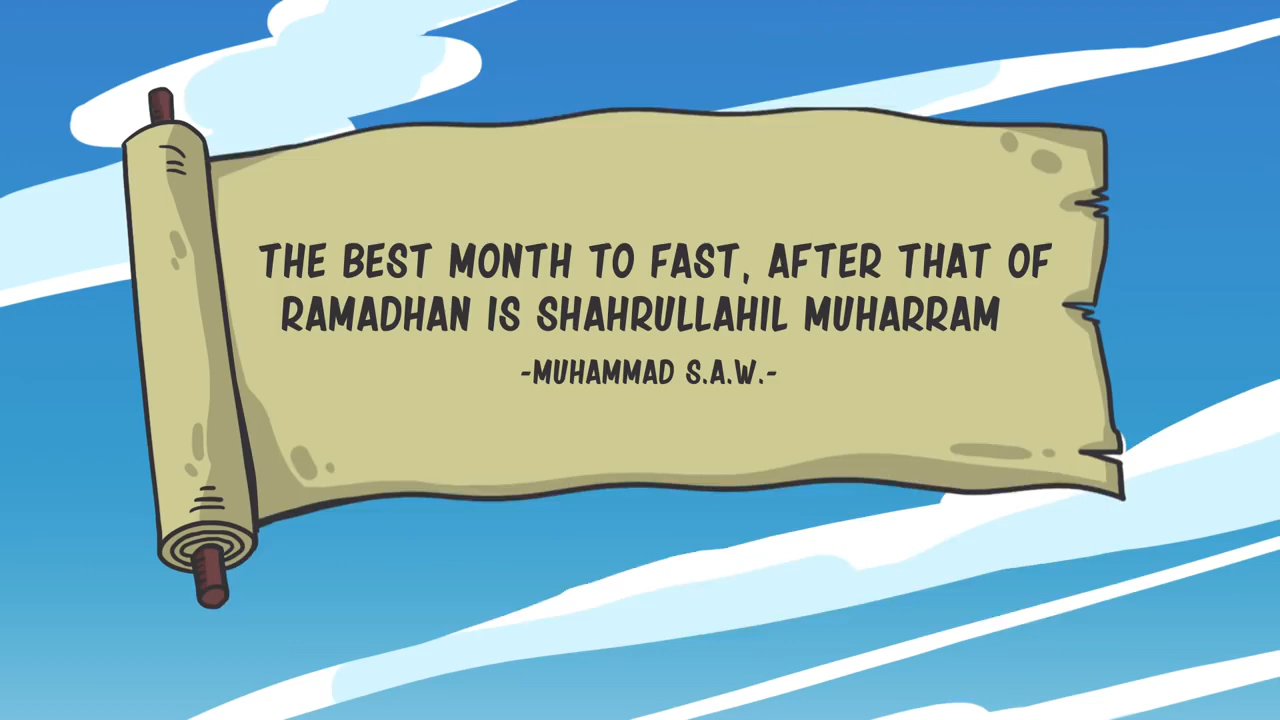 THE BEST MONTH TO FAST, AFTER THAT OF
RAMADHAN IS SHAHRULLAHIL MUHARRAM
-MUHAMMAD S.A.W.-